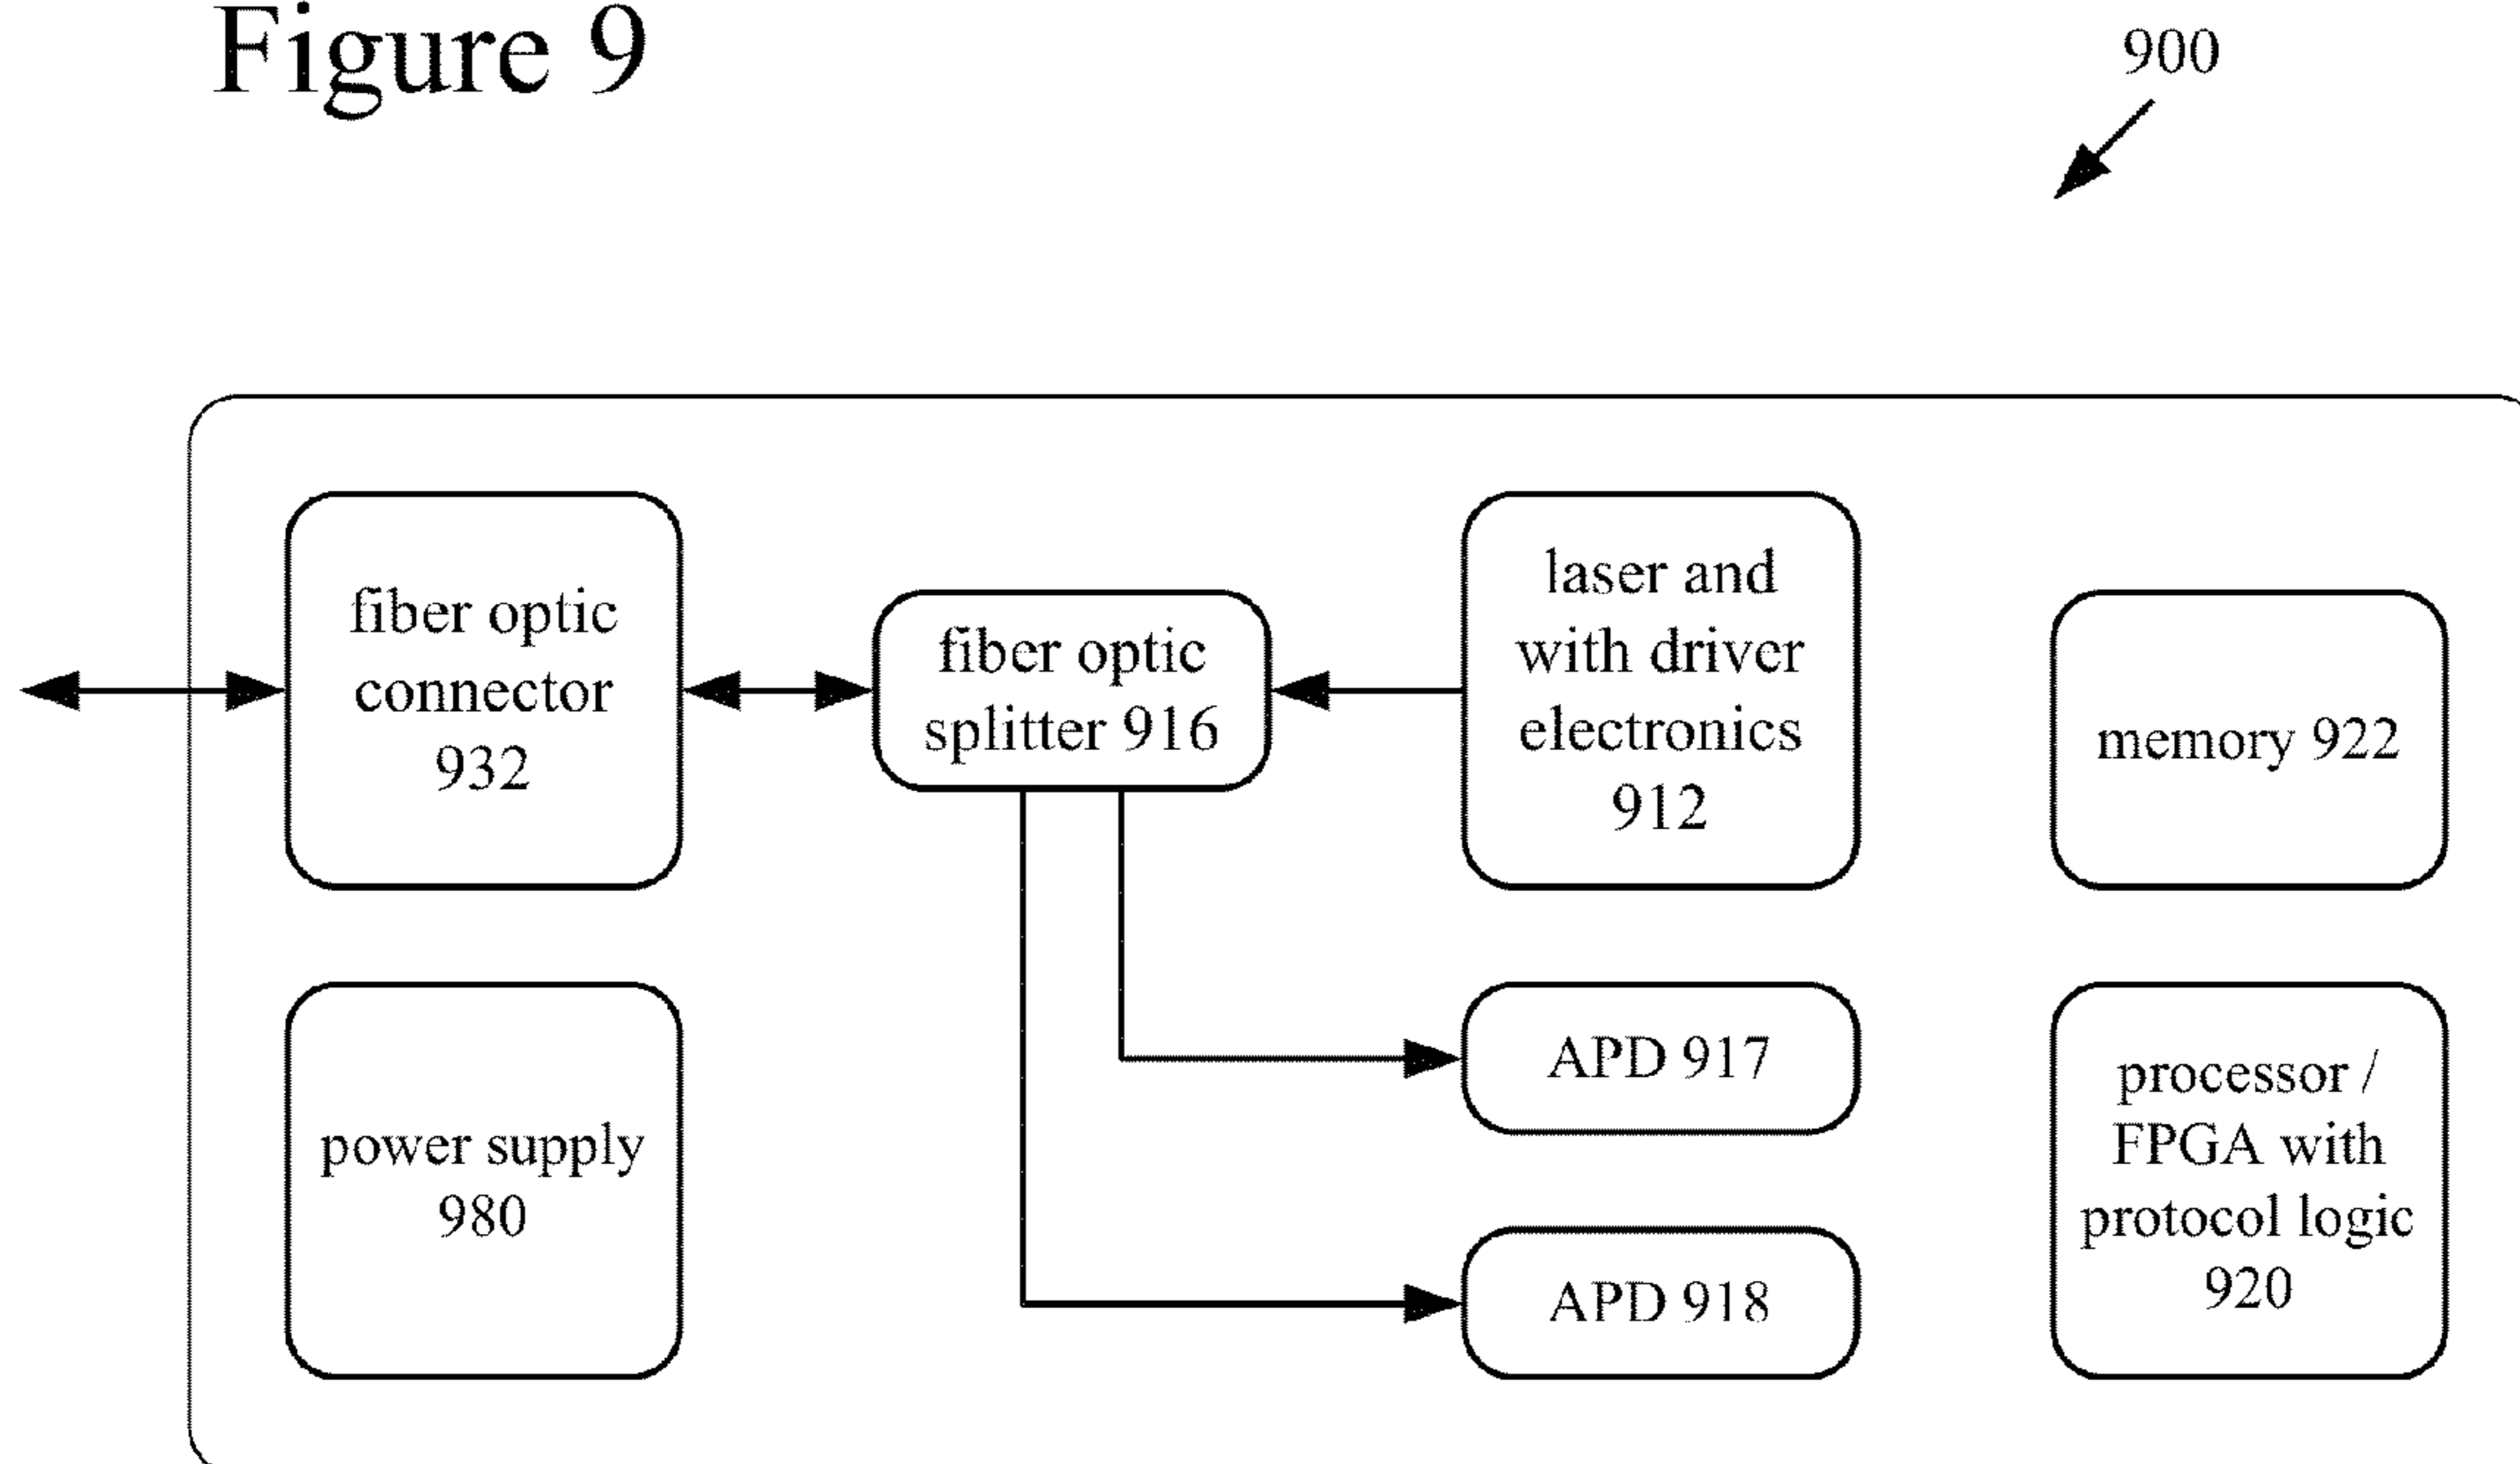 Figure 9
900
fiber optic
connector
932
fiber optic
splitter 916
laser and
with driver
electronics
912
memory 922
power supply
980
APD 917
APD 918
processor /
FPGA with
protocol logic
920